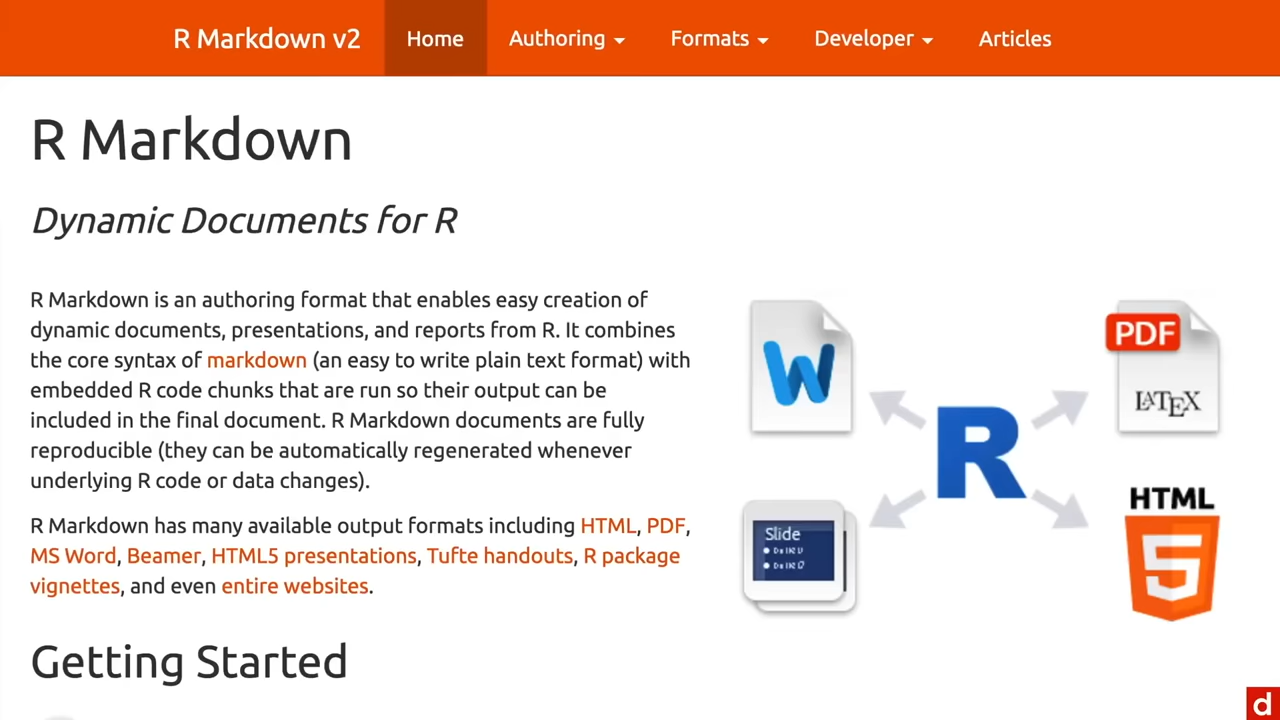 R Markdown v2 Home Authoring Formats Developer Articles
R Markdown
Dynamic Documents for R
R Markdown is an authoring format that enables easy creation of
dynamic documents, presentations, and reports from R. It combines
the core syntax of markdown (an easy to write plain text format) with
embedded R code chunks that are run so their output can be
included in the final document. R Markdown documents are fully
reproducible (they can be automatically regenerated whenever
underlying R code or data changes).
R Markdown has many available output formats including HTML, PDF,
MS Word, Beamer, HTML5 presentations, Tufte handouts, R package
vignettes, and even entire websites.
W
PDF
LATEX
R
Slide
HTML
5
Getting Started
d